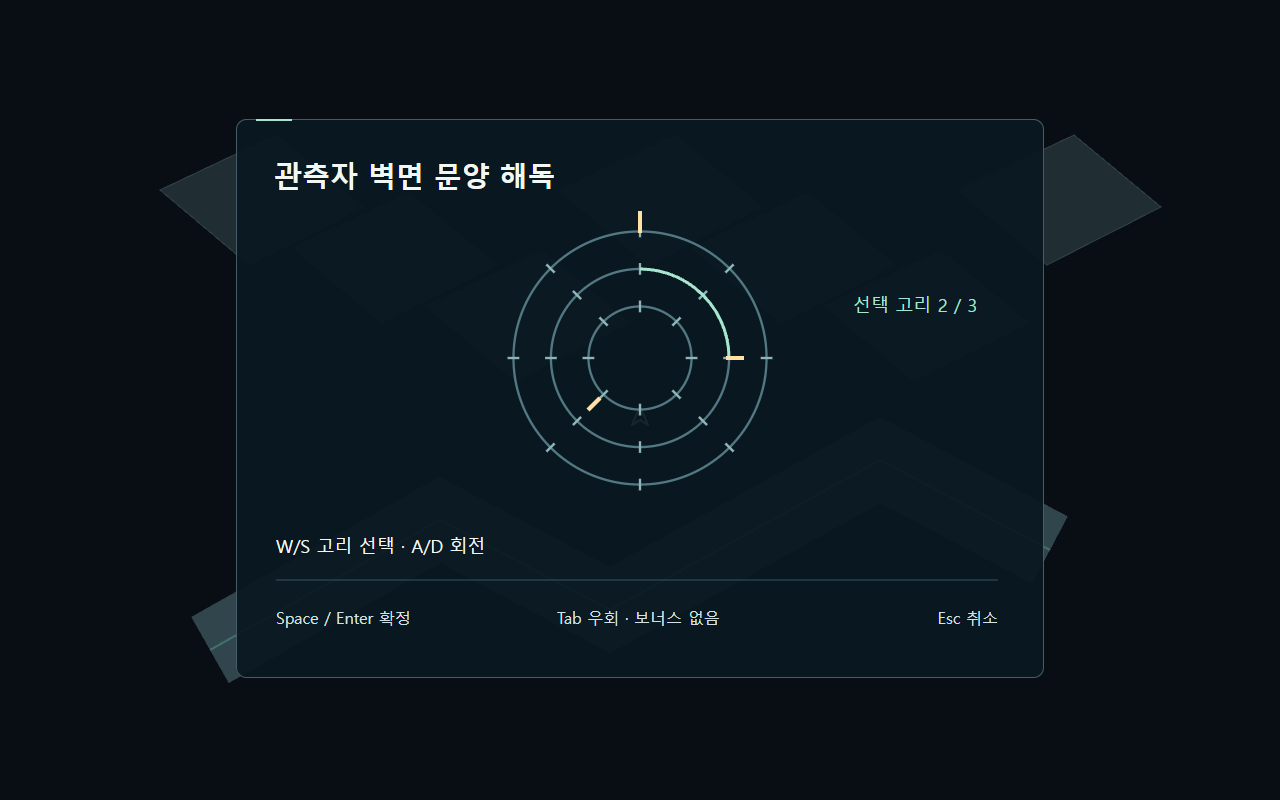 관측자 벽면 문양 해독
선택 고리 2 / 3
W/S 고리 선택 · A/D 회전
Space / Enter 확정
Tab 우회 · 보너스 없음
Esc 취소